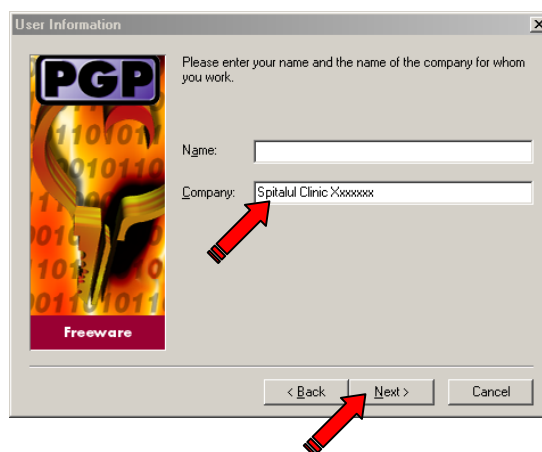 User Information
PGP
Please enter your name and the name of the company for whom
you work.
Name:
Company: Spitalul Clinic Xxxxxxx
Freeware
< Back Next > Cancel